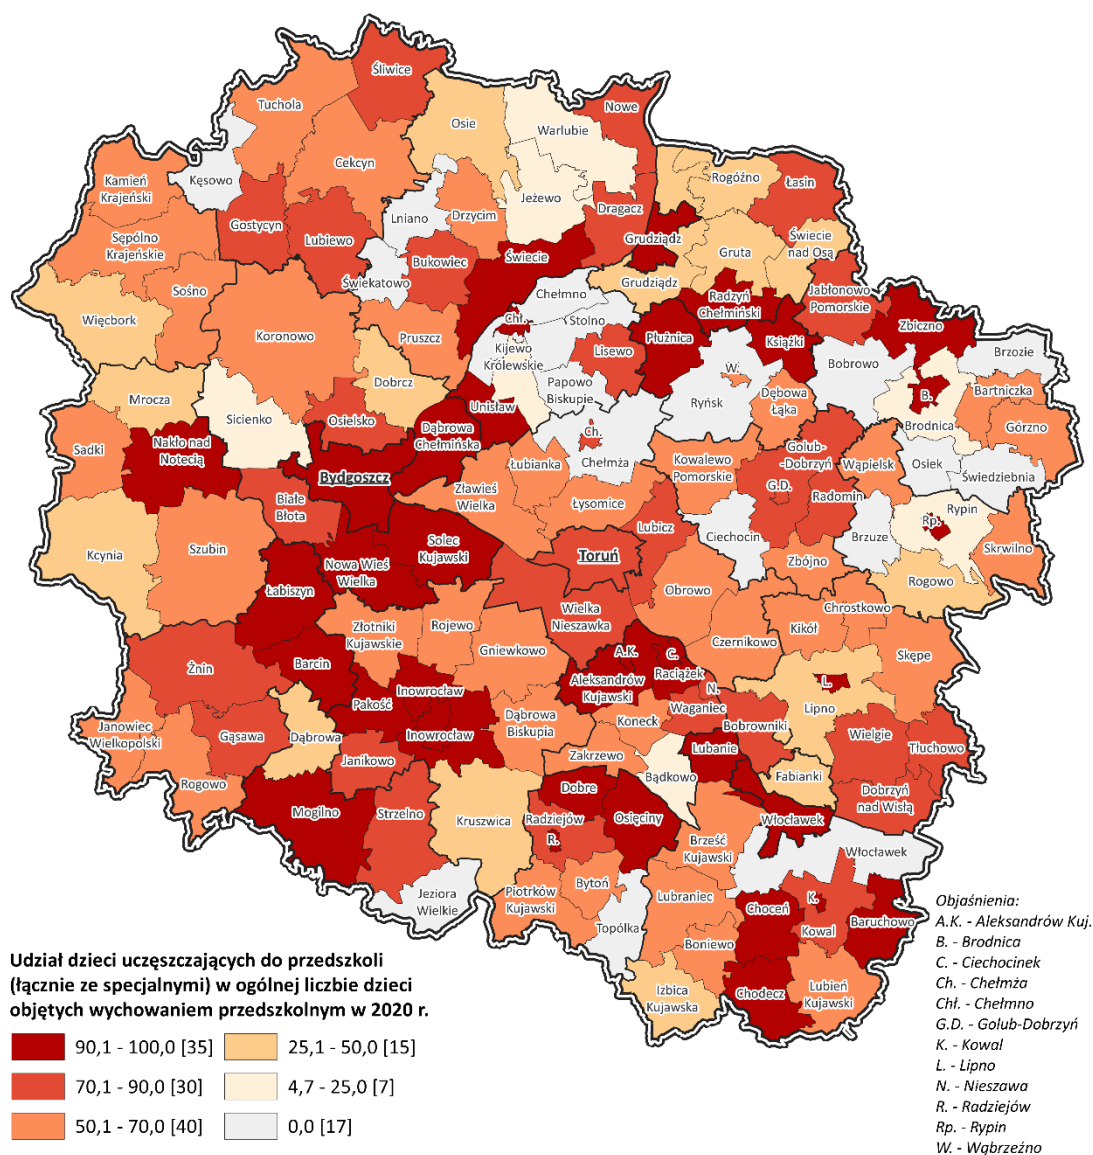 Śliwice
Tuchola
Nowe
Osie
Warlubie
Cekcyn
Kęsowo
Kamień
Krajeński
Rogóźno
Łasin
Jeżewo
Dragacz
Lniano
Drzycim
Gostycyn
Lubiewo
Sępólno
Krajeńskie
Grudziądz
Świecie
nad Osą
Gruta
Świecie
Bukowiec
Świekatowo
Grudziądz
Sośno
Chełmno
Radzyń
Chełmiński
Jabłonowo
Pomorskie
Więcbork
Koronowo
Chł.
Stolno
Zbiczno
Pruszcz
Kijewo
Królewskie
Lisewo
Płużnica
Książki
Bobrowo
Brzozie
Mrocza
Dobrcz
Papowo
Biskupie
W.
Dębowa
Łąka
Bartniczka
Sicienko
Osielsko
Unisław
Ryńsk
B.
Brodnica
Górzno
Dąbrowa
Chełmińska
Ch.
Sadki
Nakło nad
Notecią
Chełmża
Golub-
-Dobrzyń
Łubianka
Kowalewo
Pomorskie
Wąpielsk
Osiek
Świedziebnia
Bydgoszcz
G.D.
Zławieś
Wielka
Łysomice
Radomin
Białe
Błota
Rypin
Rp.
Lubicz
Ciechocin
Brzuze
Solec
Kujawski
Skrwilno
Kcynia
Szubin
Toruń
Nowa Wieś
Wielka
Zbójno
Rogowo
Łabiszyn
Obrowo
Wielka
Nieszawka
Chrostkowo
Złotniki
Kujawskie
Rojewo
Kikół
Czernikowo
Gniewkowo
A.K.
C.
Skępe
Żnin
Barcin
Raciążek
Aleksandrów
Kujawski
L.
Inowrocław
N.
Pakość
Waganiec
Lipno
Janowiec
Wielkopolski
Gąsawa
Dąbrowa
Inowrocław
Dąbrowa
Biskupia
Koneck
Bobrowniki
Wielgie
Tłuchowo
Lubanie
Janikowo
Zakrzewo
Bądkowo
Fabianki
Rogowo
Dobre
Dobrzyń
nad Wisłą
Mogilno
Strzelno
Kruszwica
Radziejów
Osięciny
Włocławek
R.
Brześć
Kujawski
Włocławek
Bytoń
Jeziora
Wielkie
Piotrków
Kujawski
Lubraniec
K.
Choceń
Baruchowo
Topólka
Kowal
Boniewo
Izbica
Kujawska
Chodecz
Lubień
Kujawski
Udział dzieci uczęszczających do przedszkoli
(łącznie ze specjalnymi) w ogólnej liczbie dzieci
objętych wychowaniem przedszkolnym w 2020 r.
90,1 - 100,0 [35]
25,1 - 50,0 [15]
70,1 - 90,0 [30]
4,7 - 25,0 [7]
50,1 - 70,0 [40]
0,0 [17]
Objaśnienia:
A.K. - Aleksandrów Kuj.
B. - Brodnica
C. - Ciechocinek
Ch. - Chełmża
Chł. - Chełmno
G.D. - Golub-Dobrzyń
K. - Kowal
L. - Lipno
N. - Nieszawa
R. - Radziejów
Rp. - Rypin
W. - Wąbrzeźno